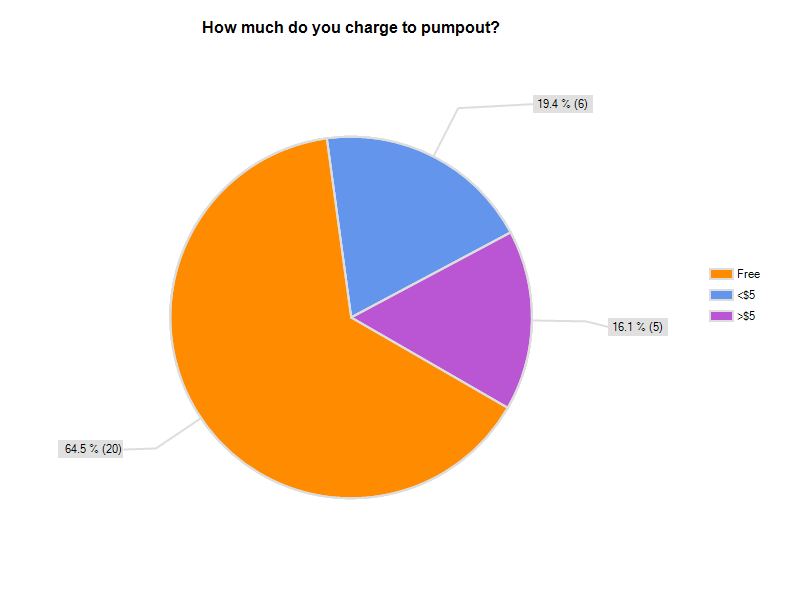 How much do you charge to pumpout?
19.4 % (6)
Free
<$5
>$5
16.1 % (5)
64.5 % (20)